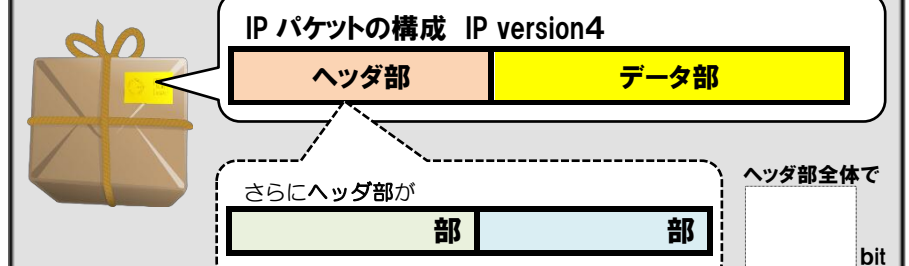 IP パケットの構成 IP version4
ヘッダ部 データ部
さらにヘッダ部が
部 部
ヘッダ部全体で
bit